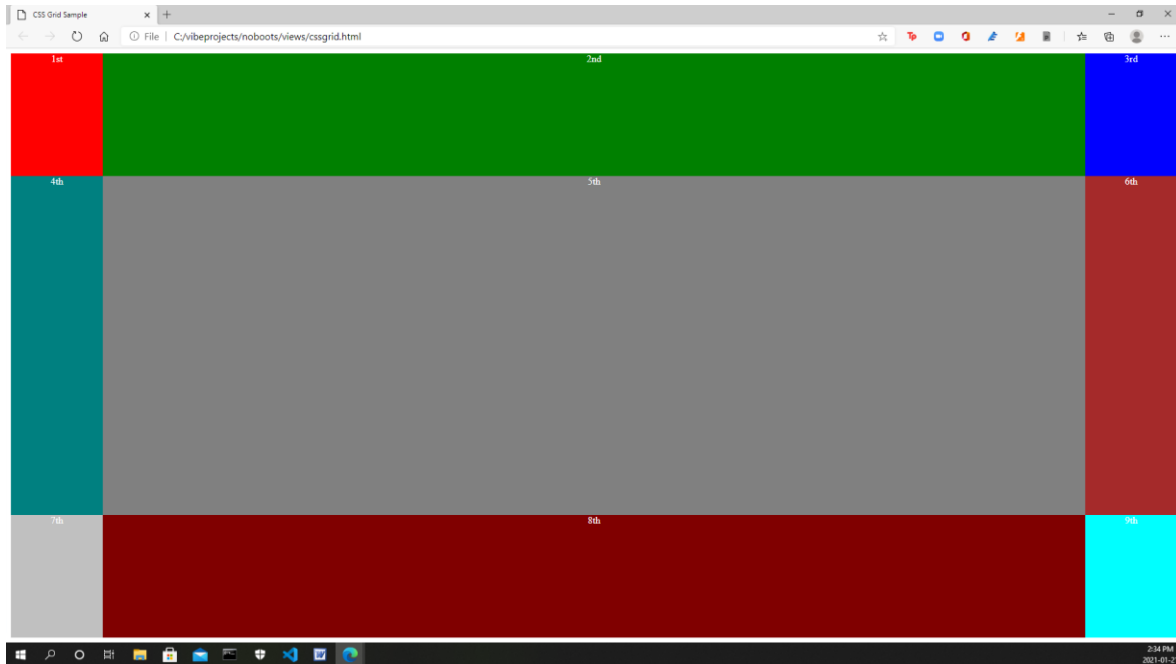 CSS Grid Sample
File | C:/vibeprojects/noboots/views/cssgrid.html
1st 2nd 3rd
4th 5th 6th
7th 8th 9th
2:34 PM